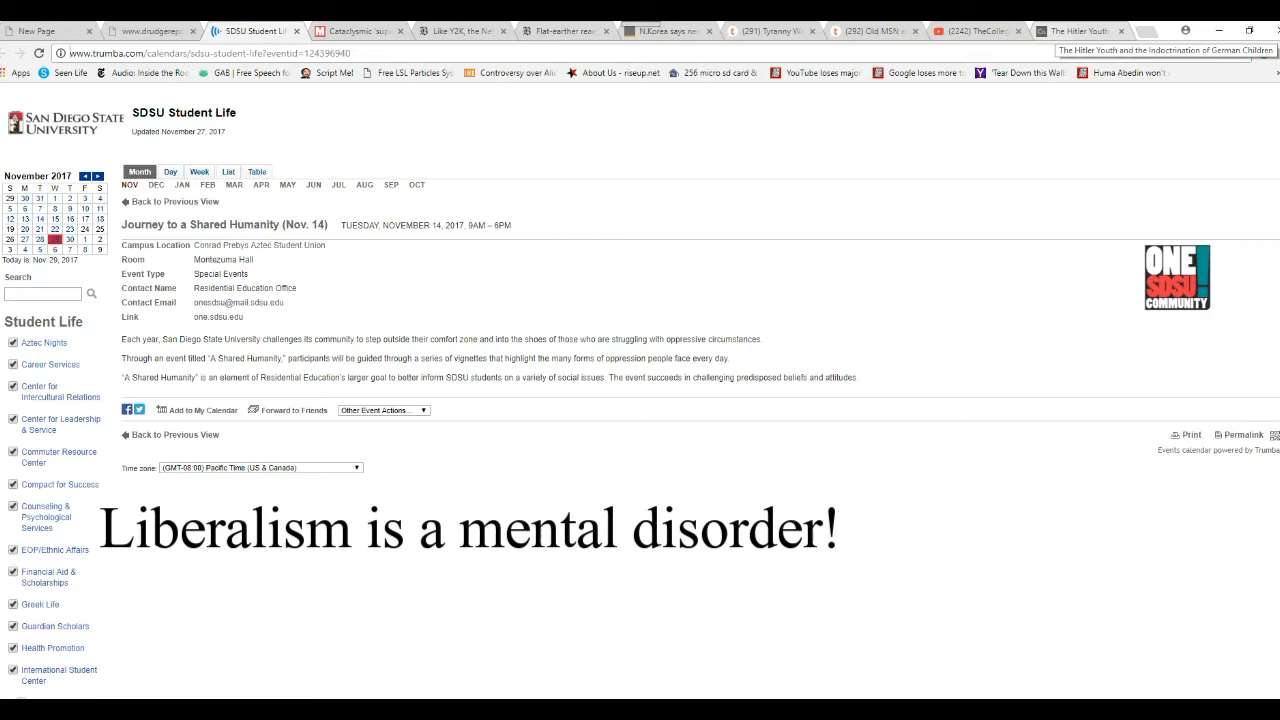 New Page
www.drudgerepo
SDSU Student Li
Cataclysmic 'sup
Like Y2K, the Ne
Flat-earther read
N.Korea says ne
(291) Tyranny W
(292) Old MSN e
(2242) TheColleg
The Hitler Youth
www.trumba.com/calendars/sdsu-student-life?eventid=124396940
The Hitler Youth and the Indoctrination of German Children
Apps
Seen Life
Audio: Inside the Ro
GAB | Free Speech fo
Script Me!
Free LSL Particles Sys
Controversy over Ali
About Us - riseup.net
256 micro sd card &
YouTube loses major
Google loses more t
'Tear Down this Wall
Huma Abedin won't
SAN DIEGO STATE
UNIVERSITY
SDSU Student Life
Updated November 27, 2017
November 2017
S M T W T F S
29 30 31 1 2 3 4
5 6 7 8 9 10 11
12 13 14 15 16 17 18
19 20 21 22 23 24 25
26 27 28 29 30 1 2
3 4 5 6 7 8 9
Today is: Nov. 29, 2017
Search
Student Life
Aztec Nights
Career Services
Center for
Intercultural Relations
Center for Leadership
& Service
Commuter Resource
Center
Compact for Success
Counseling &
Psychological
Services
EOP/Ethnic Affairs
Financial Aid &
Scholarships
Greek Life
Guardian Scholars
Health Promotion
International Student
Center
Month Day Week List Table
NOV DEC JAN FEB MAR APR MAY JUN JUL AUG SEP OCT
Back to Previous View
Journey to a Shared Humanity (Nov. 14) TUESDAY, NOVEMBER 14, 2017, 9AM – 6PM
Campus Location Conrad Prebys Aztec Student Union
Room Montezuma Hall
Event Type Special Events
Contact Name Residential Education Office
Contact Email onesdsu@mail.sdsu.edu
Link one.sdsu.edu
ONE
SDSU!
COMMUNITY
Each year, San Diego State University challenges its community to step outside their comfort zone and into the shoes of those who are struggling with oppressive circumstances.
Through an event titled “A Shared Humanity,” participants will be guided through a series of vignettes that highlight the many forms of oppression people face every day.
“A Shared Humanity” is an element of Residential Education's larger goal to better inform SDSU students on a variety of social issues. The event succeeds in challenging predisposed beliefs and attitudes.
Add to My Calendar Forward to Friends Other Event Actions...
Back to Previous View
Print Permalink
Events calendar powered by Trumba
Time zone: (GMT-08:00) Pacific Time (US & Canada)
Liberalism is a mental disorder!